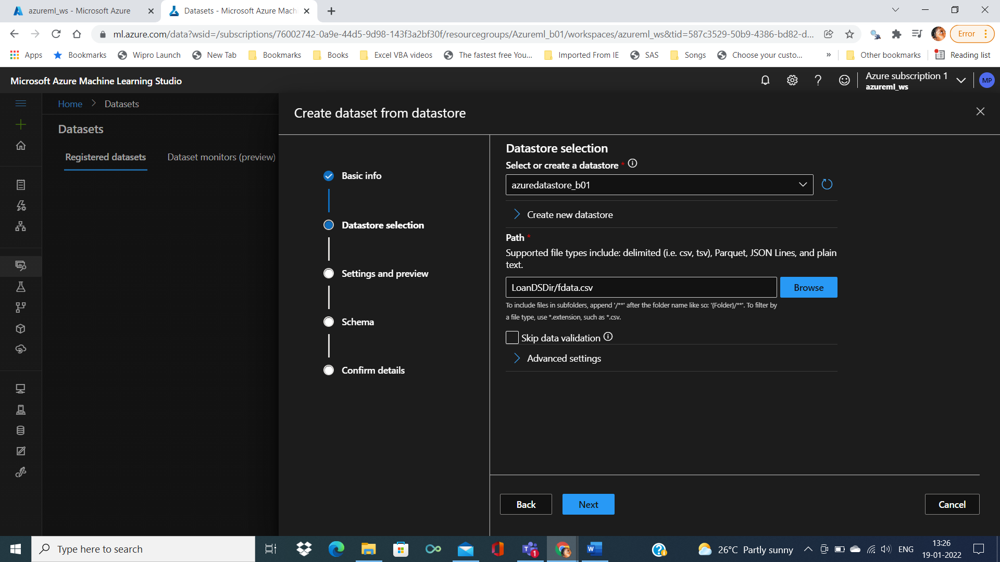 azureml_ws - Microsoft Azure
Datasets - Microsoft Azure Mach
ml.azure.com/data?wsid=/subscriptions/76002742-0a9e-44d5-9d98-143f3a2bf30f/resourcegroups/Azureml_b01/workspaces/azureml_ws&tid=587c3529-50b9-4386-bd82-d...
Error
Apps
Bookmarks
Wipro Launch
New Tab
Bookmarks
Books
Excel VBA videos
The fastest free You...
Imported From IE
SAS
Songs
Choose your custo...
»
Other bookmarks
Reading list
Microsoft Azure Machine Learning Studio
Azure subscription 1
azureml_ws
MP
Home > Datasets
Datasets
Registered datasets
Dataset monitors (preview)
Create dataset from datastore
Basic info
Datastore selection
Settings and preview
Schema
Confirm details
Datastore selection
Select or create a datastore *
azuredatastore_b01
Create new datastore
Path *
Supported file types include: delimited (i.e. csv, tsv), Parquet, JSON Lines, and plain
text.
LoanDSDir/fdata.csv
Browse
To include files in subfolders, append '/**' after the folder name like so: '{Folder}/**'. To filter by
a file type, use *.extension, such as *.csv.
Skip data validation
Advanced settings
Back
Next
Cancel
Type here to search
1
26°C Partly sunny
ENG
13:26
19-01-2022